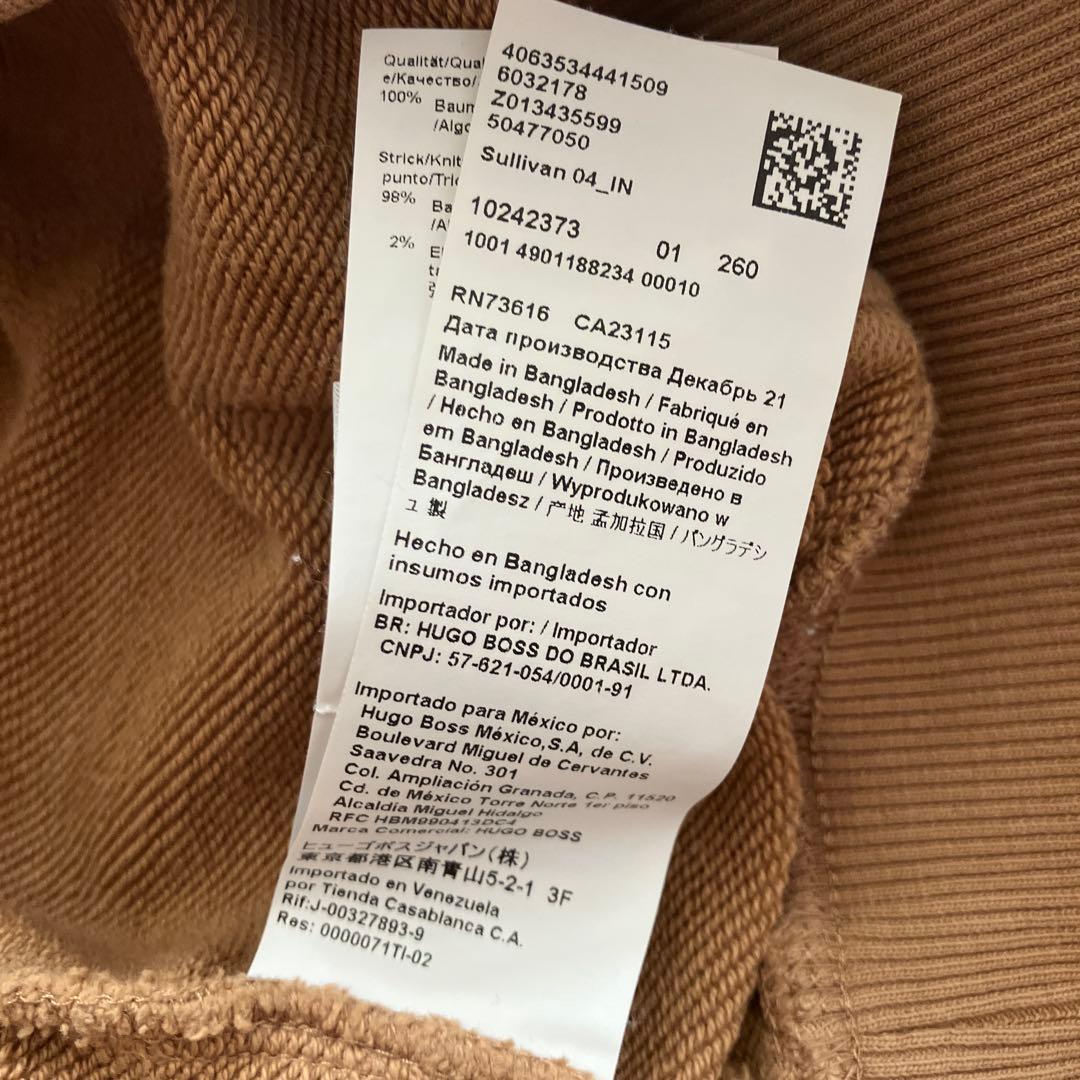 Qualität/Qua
e/Качество/
100%
Baum
/Algo
Strick/Knit
punto/Tric
98%
Ba
/A
2%
El
4063534441509
6032178
Z013435599
50477050
Sullivan 04_IN
10242373 01 260
1001 4901188234 00010
RN73616 CA23115
Дата производства Декабрь 21
Made in Bangladesh / Fabriqué en
Bangladesh / Prodotto in Bangladesh
/ Hecho en Bangladesh / Produzido
em Bangladesh / Произведено в
Бангладеш / Wyprodukowano w
Bangladesz / 产地 孟加拉国 / バングラデシ
ュ 製
Hecho en Bangladesh con
insumos importados
Importador por: / Importador
BR: HUGO BOSS DO BRASIL LTDA.
CNPJ: 57-621-054/0001-91
Importado para México por:
Hugo Boss México,S.A, de C.V.
Boulevard Miguel de Cervantes
Saavedra No. 301
Col. Ampliación Granada, C.P. 11520
Cd. de México Torre Norte 1er piso
Alcaldía Miguel Hidalgo
RFC HBM990413DC4
Marca Comercial: HUGO BOSS
ヒューゴボスジャパン(株)
東京都港区南青山5-2-1 3F
Importado en Venezuela
por Tienda Casablanca C.A.
Rif:J-00327893-9
Res: 0000071TI-02